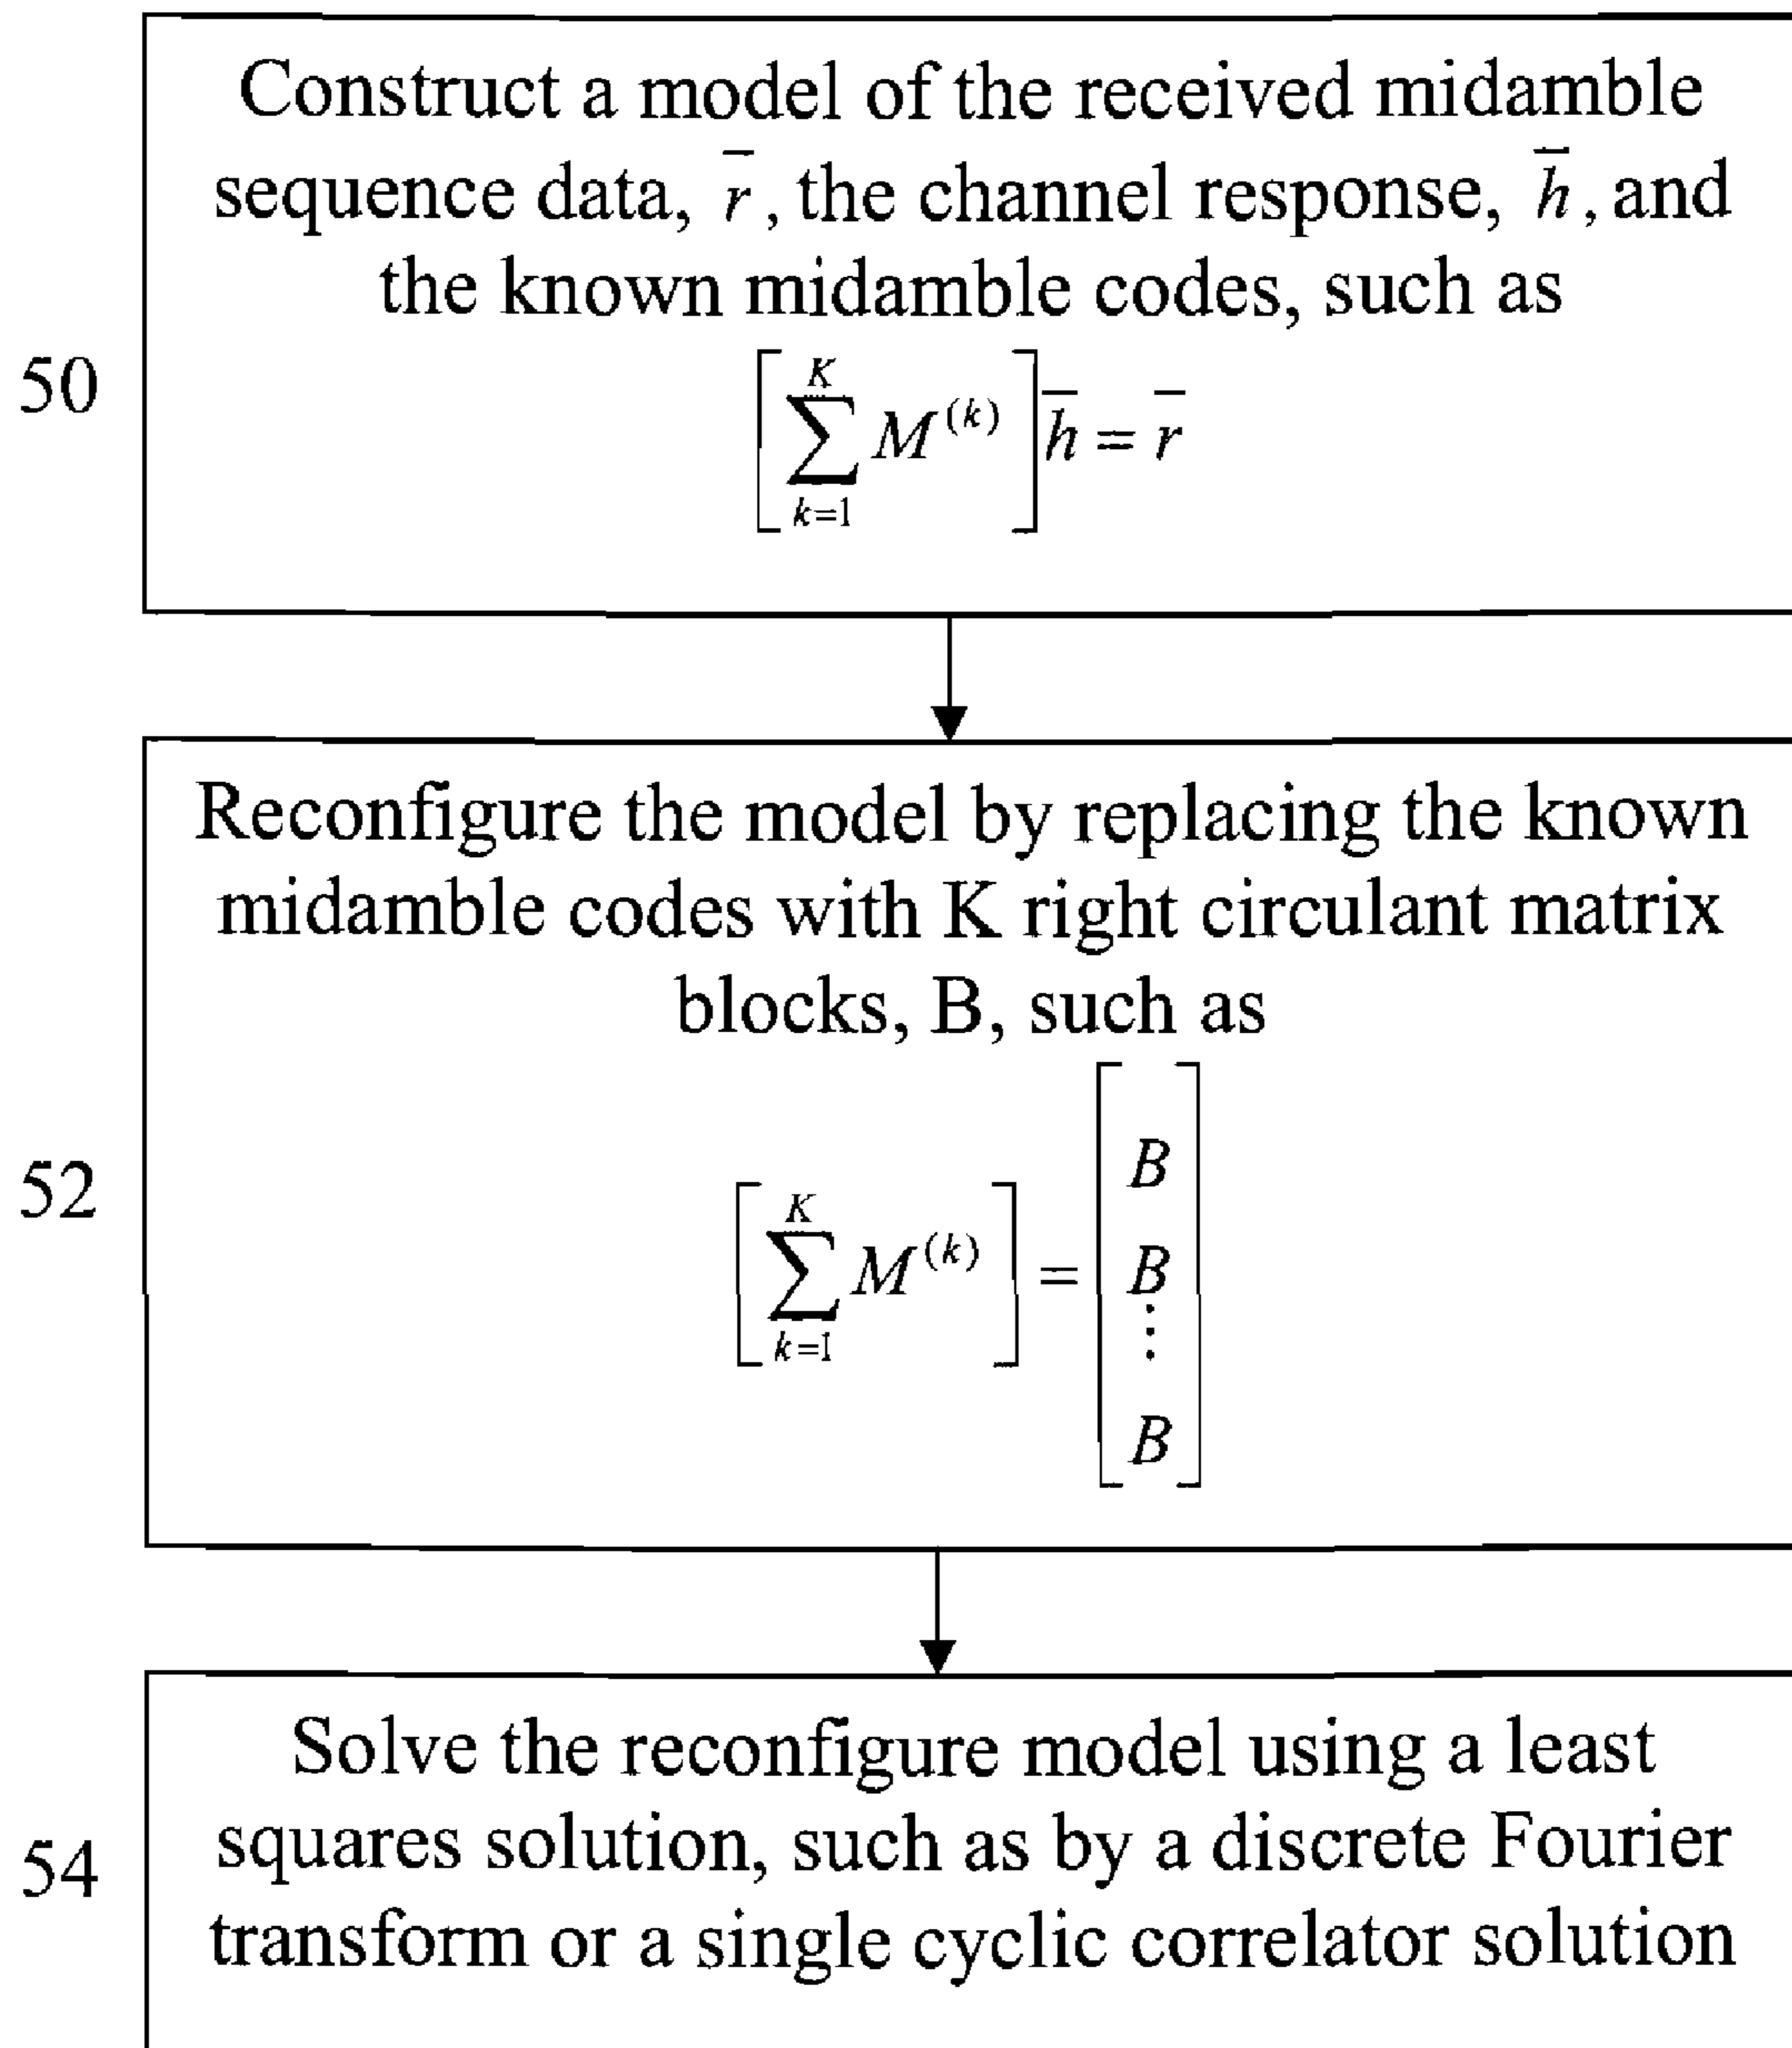 Construct a model of the received midamble
sequence data, r̅, the channel response, h̅, and
the known midamble codes, such as
50
[∑_{k=1}^{K} M^{(k)}] h̅ = r̅
Reconfigure the model by replacing the known
midamble codes with K right circulant matrix
blocks, B, such as
52
[∑_{k=1}^{K} M^{(k)}] = [B B ⋮ B]
Solve the reconfigure model using a least
squares solution, such as by a discrete Fourier
54
transform or a single cyclic correlator solution